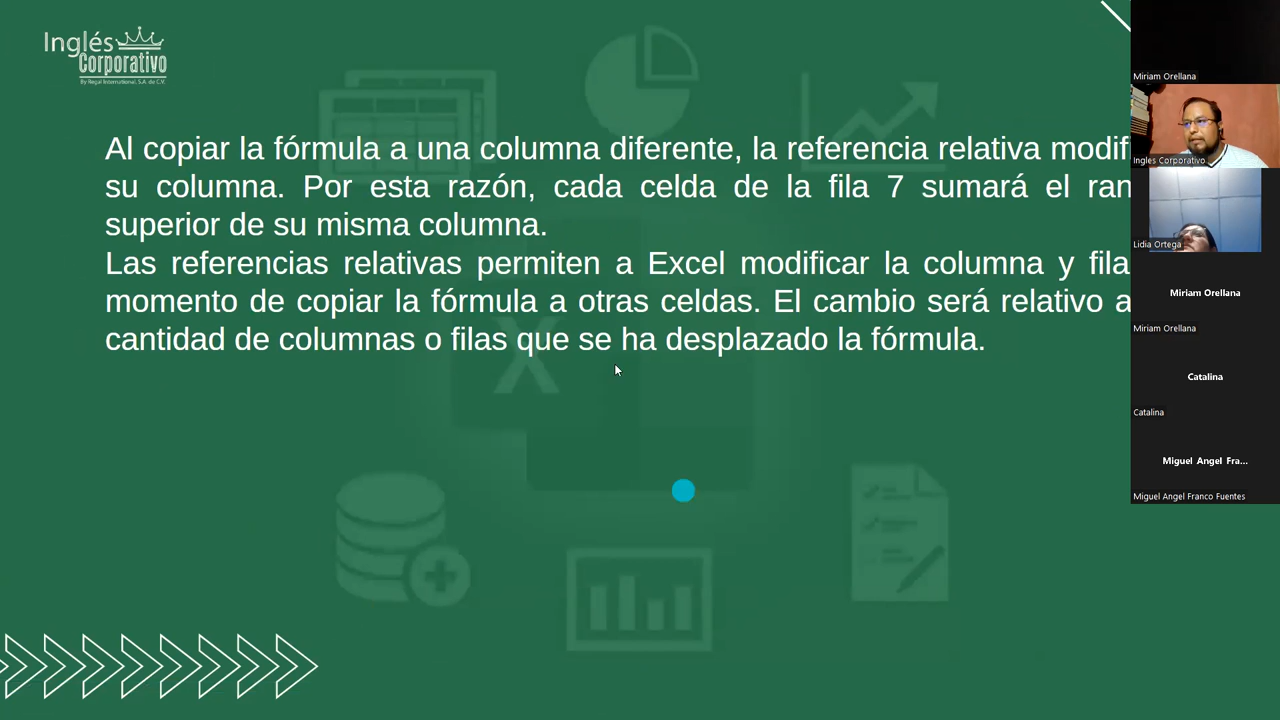 Inglés
Corporativo
By Regal International, S.A. de C.V.
Al copiar la fórmula a una columna diferente, la referencia relativa modif
su columna. Por esta razón, cada celda de la fila 7 sumará el ran
superior de su misma columna.
Las referencias relativas permiten a Excel modificar la columna y fila
momento de copiar la fórmula a otras celdas. El cambio será relativo a
cantidad de columnas o filas que se ha desplazado la fórmula.
X
Miriam Orellana
Ingles Corporativo
Lidia Ortega
Miriam Orellana
Miriam Orellana
Catalina
Catalina
Miguel Angel Fra...
Miguel Angel Franco Fuentes